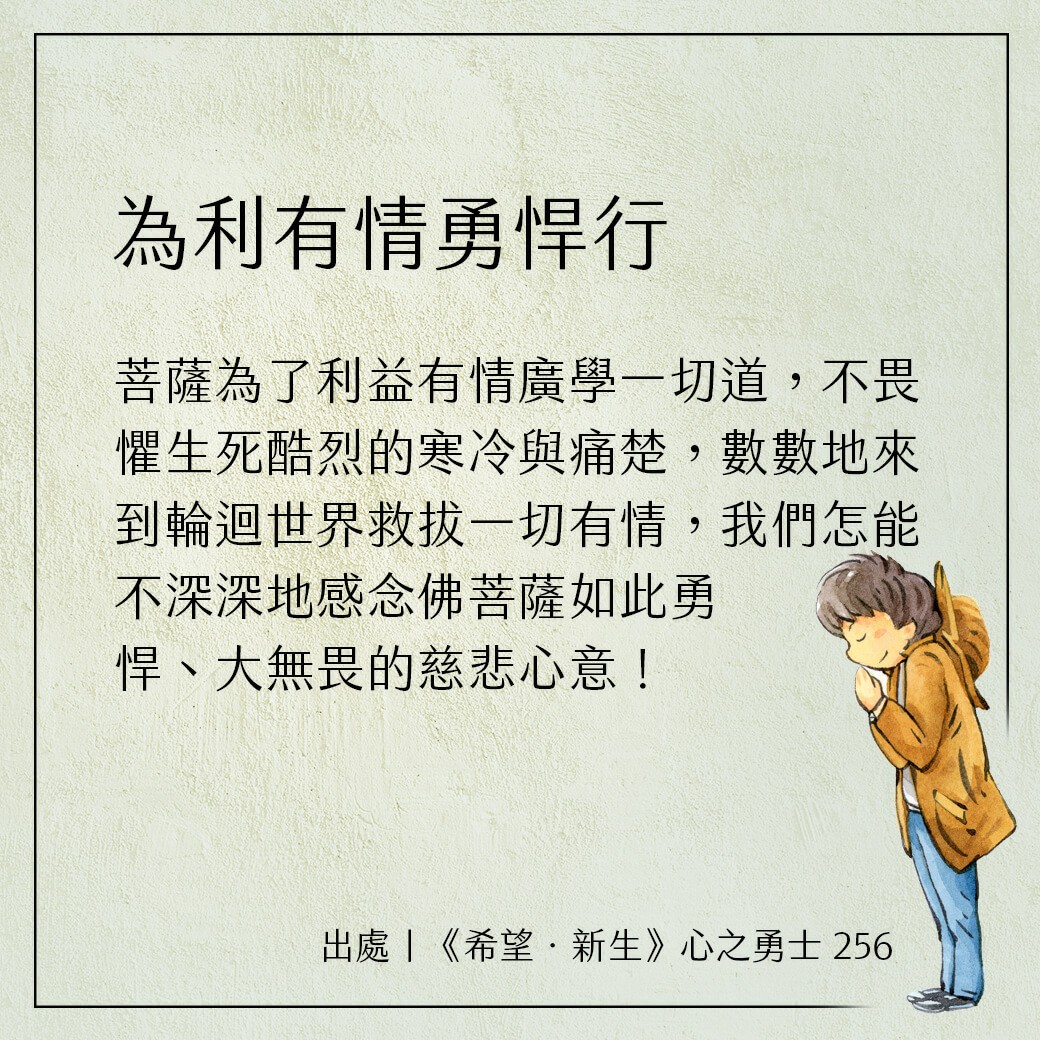 為利有情勇悍行
菩薩為了利益有情廣學一切道，不畏
懼生死酷烈的寒冷與痛楚，數數地來
到輪迴世界救拔一切有情，我們怎能
不深深地感念佛菩薩如此勇
悍、大無畏的慈悲心意！
出處｜《希望．新生》心之勇士 256